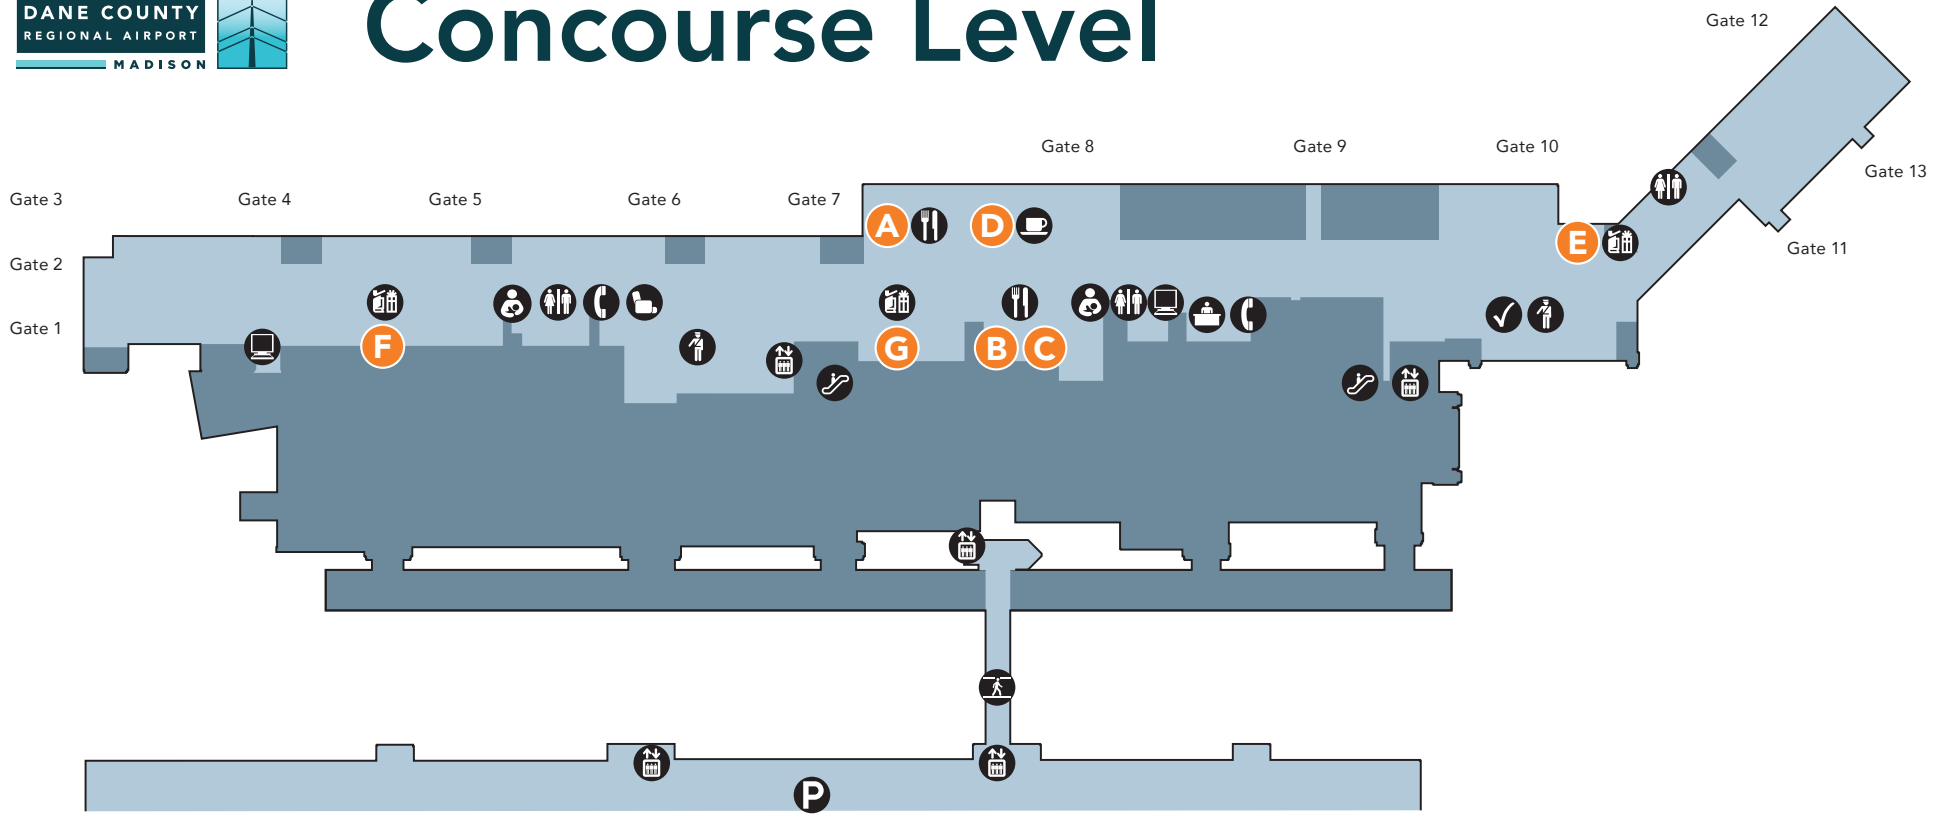 DANE COUNTY
REGIONAL AIRPORT
MADISON
Concourse Level
Gate 12
Gate 8
Gate 9
Gate 10
Gate 13
Gate 3
Gate 4
Gate 5
Gate 6
Gate 7
A
D
E
Gate 11
Gate 2
Gate 1
F
G
B
C
P